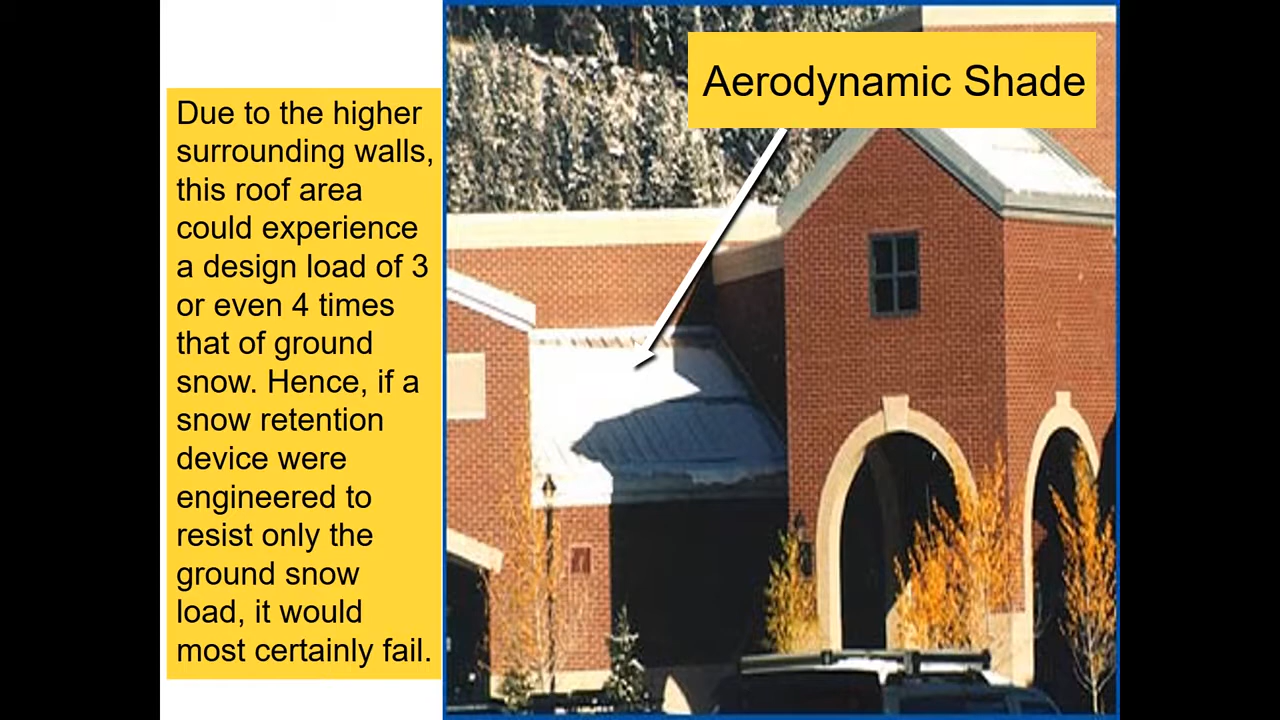 Aerodynamic Shade
Due to the higher
surrounding walls,
this roof area
could experience
a design load of 3
or even 4 times
that of ground
snow. Hence, if a
snow retention
device were
engineered to
resist only the
ground snow
load, it would
most certainly fail.